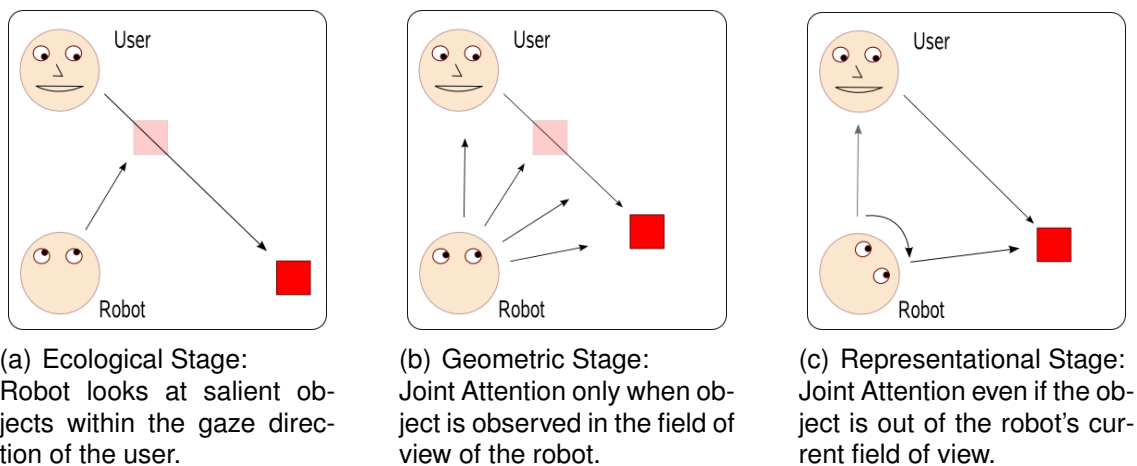 User
Robot
(a) Ecological Stage:
Robot looks at salient ob-
jects within the gaze direc-
tion of the user.
User
Robot
(b) Geometric Stage:
Joint Attention only when ob-
ject is observed in the field of
view of the robot.
User
Robot
(c) Representational Stage:
Joint Attention even if the ob-
ject is out of the robot's cur-
rent field of view.